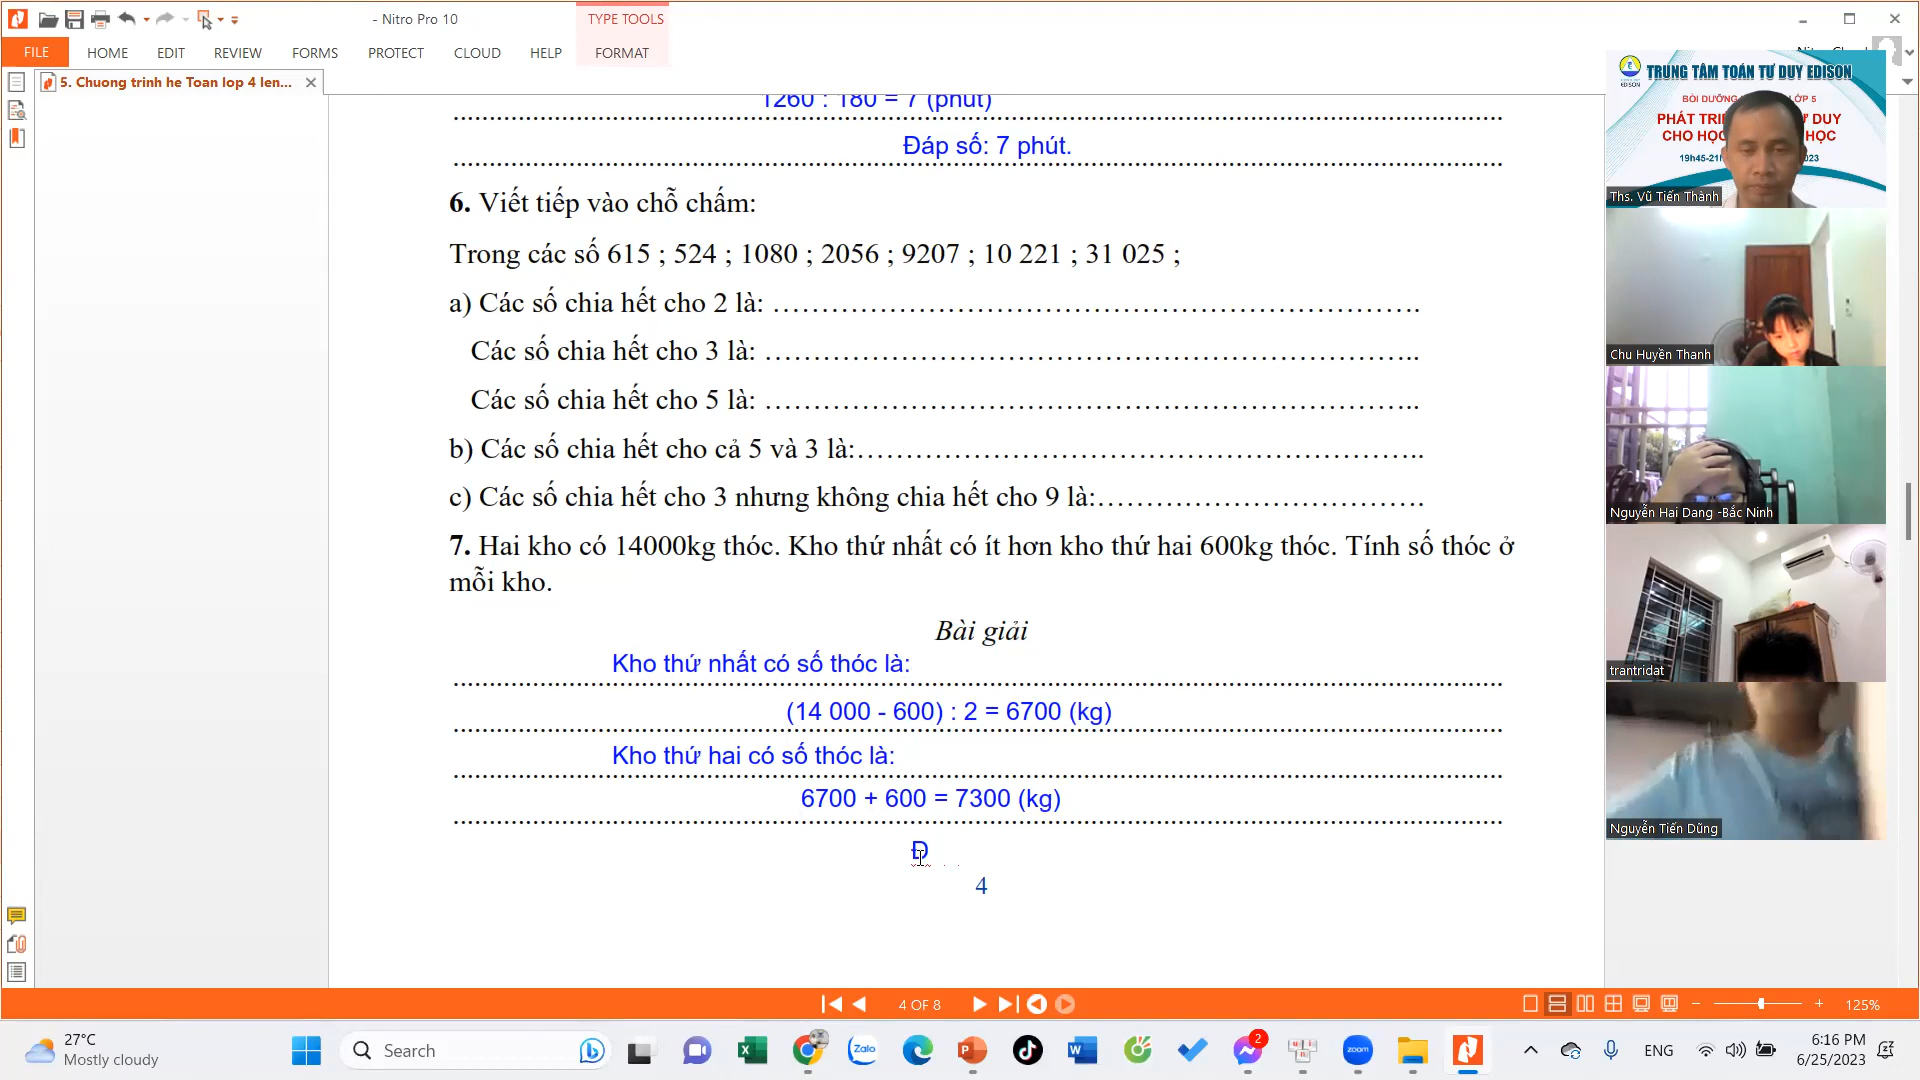 - Nitro Pro 10
TYPE TOOLS
FILE
HOME
EDIT
REVIEW
FORMS
PROTECT
CLOUD
HELP
FORMAT
5. Chuong trinh he Toan lop 4 len...
1260 : 180 = 7 (phút)
Đáp số: 7 phút.
6. Viết tiếp vào chỗ chấm:
Trong các số 615 ; 524 ; 1080 ; 2056 ; 9207 ; 10 221 ; 31 025 ;
a) Các số chia hết cho 2 là: ……………………………………………………………….
Các số chia hết cho 3 là: ………………………………………………………………..
Các số chia hết cho 5 là: ………………………………………………………………..
b) Các số chia hết cho cả 5 và 3 là:………………………………………………………..
c) Các số chia hết cho 3 nhưng không chia hết cho 9 là:……………………………….
7. Hai kho có 14000kg thóc. Kho thứ nhất có ít hơn kho thứ hai 600kg thóc. Tính số thóc ở
mỗi kho.
Bài giải
Kho thứ nhất có số thóc là:
(14 000 - 600) : 2 = 6700 (kg)
Kho thứ hai có số thóc là:
6700 + 600 = 7300 (kg)
Đ
4
TRUNG TÂM TOÁN TƯ DUY EDISON
EDISON
Ths. Vũ Tiến Thành
Chu Huyền Thanh
Nguyễn Hai Dang -Bắc Ninh
trantridat
Nguyễn Tiến Dũng
4 OF 8
125%
27°C
Mostly cloudy
Search
Zalo
zoom
2
ENG
6:16 PM
6/25/2023